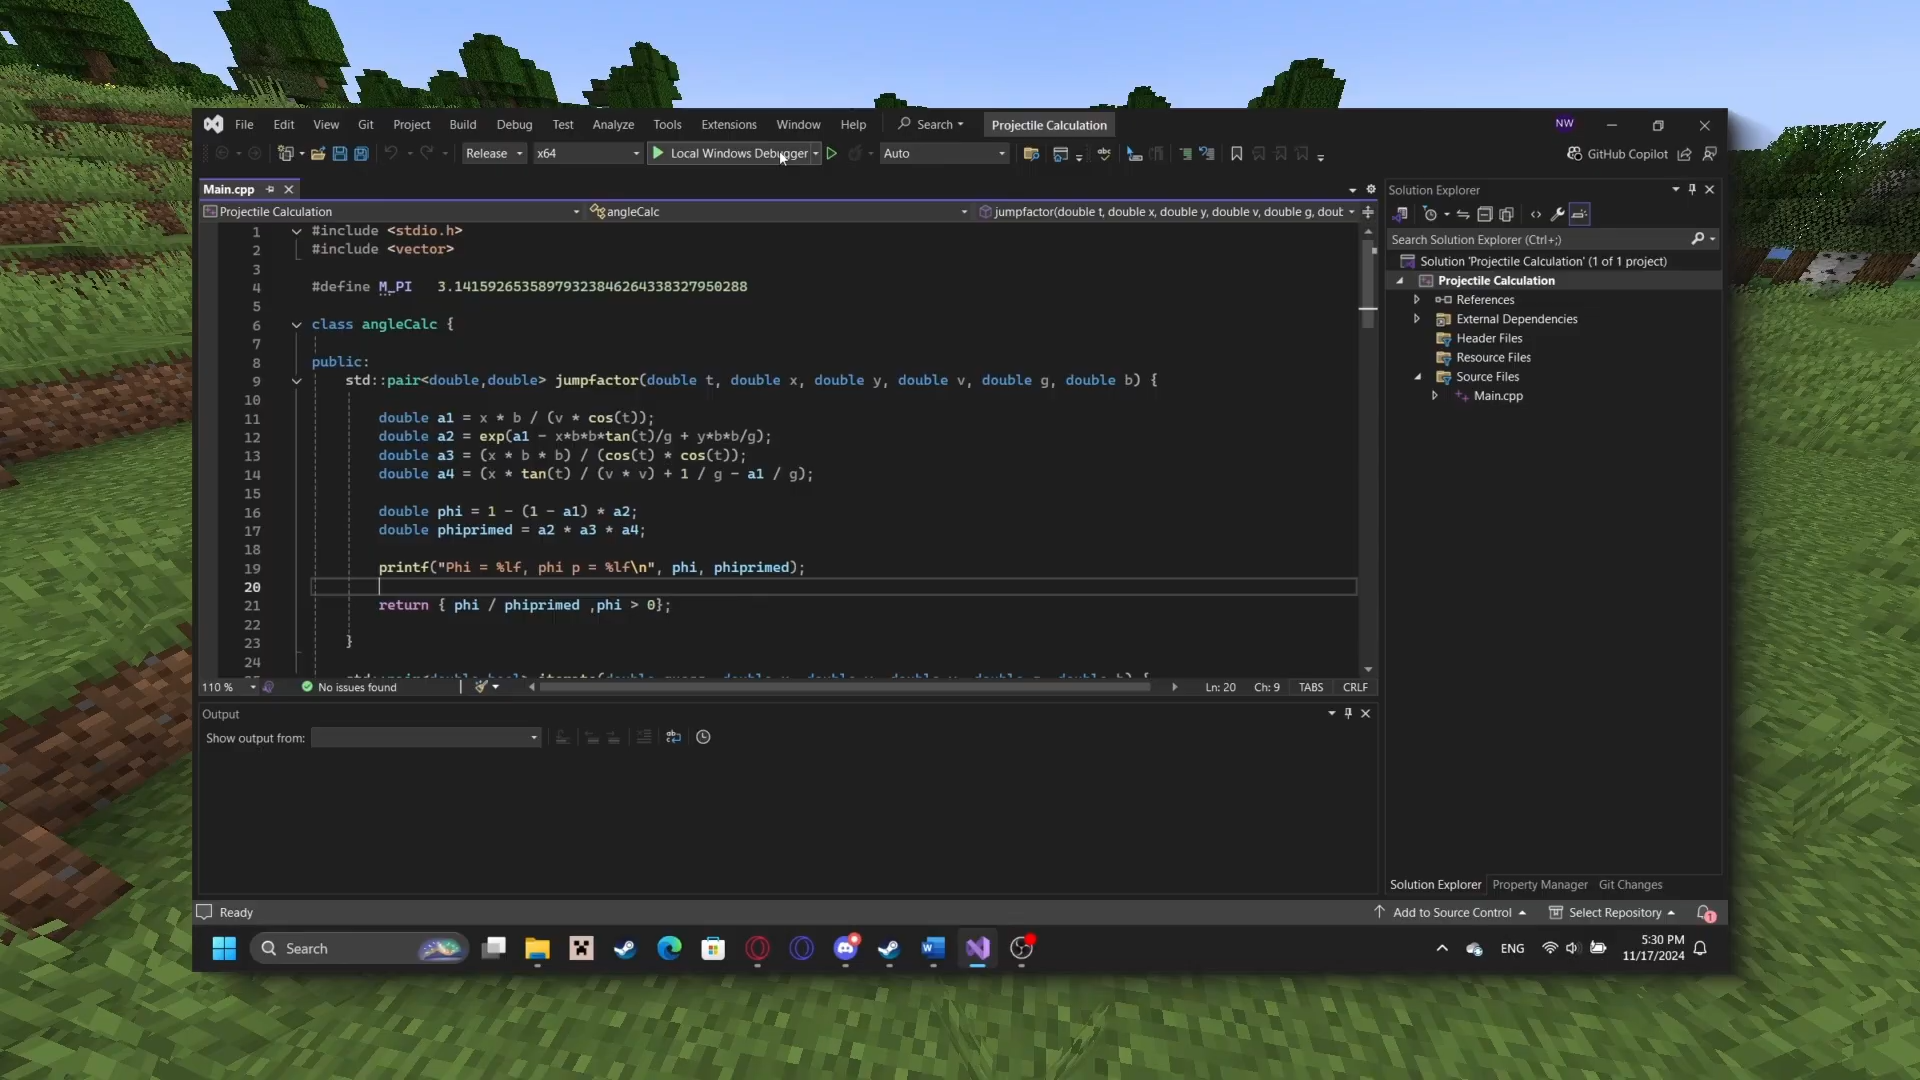 File Edit View Git Project Build Debug Test Analyze Tools Extensions Window Help Search Projectile Calculation NW
Release x64 Local Windows Debugger Auto GitHub Copilot
Main.cpp
Projectile Calculation angleCalc jumpfactor(double t, double x, double y, double v, double g, doub
1 #include <stdio.h>
2 #include <vector>
3
4 #define M_PI 3.14159265358979323846264338327950288
5
6 class angleCalc {
7
8 public:
9 std::pair<double,double> jumpfactor(double t, double x, double y, double v, double g, double b) {
10
11 double a1 = x * b / (v * cos(t));
12 double a2 = exp(a1 - x*b*b*tan(t)/g + y*b*b/g);
13 double a3 = (x * b * b) / (cos(t) * cos(t));
14 double a4 = (x * tan(t) / (v * v) + 1 / g - a1 / g);
15
16 double phi = 1 - (1 - a1) * a2;
17 double phiprimed = a2 * a3 * a4;
18
19 printf("Phi = %lf, phi p = %lf\n", phi, phiprimed);
20
21 return { phi / phiprimed ,phi > 0};
22
23 }
24
110 % No issues found Ln: 20 Ch: 9 TABS CRLF
Output
Show output from:
Solution Explorer
Search Solution Explorer (Ctrl+;)
Solution 'Projectile Calculation' (1 of 1 project)
Projectile Calculation
References
External Dependencies
Header Files
Resource Files
Source Files
Main.cpp
Solution Explorer Property Manager Git Changes
Ready Add to Source Control Select Repository 1
Search ENG 5:30 PM
11/17/2024